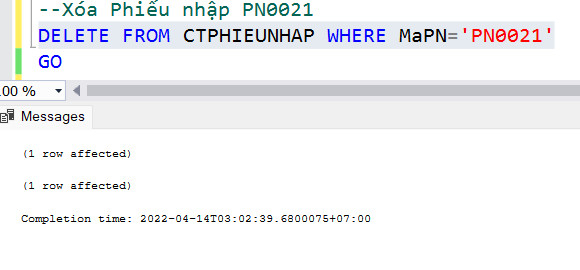 --Xóa Phiếu nhập PN0021
DELETE FROM CTPHIEUNHAP WHERE MaPN='PN0021'
GO
.00 %
Messages
(1 row affected)
(1 row affected)
Completion time: 2022-04-14T03:02:39.6800075+07:00